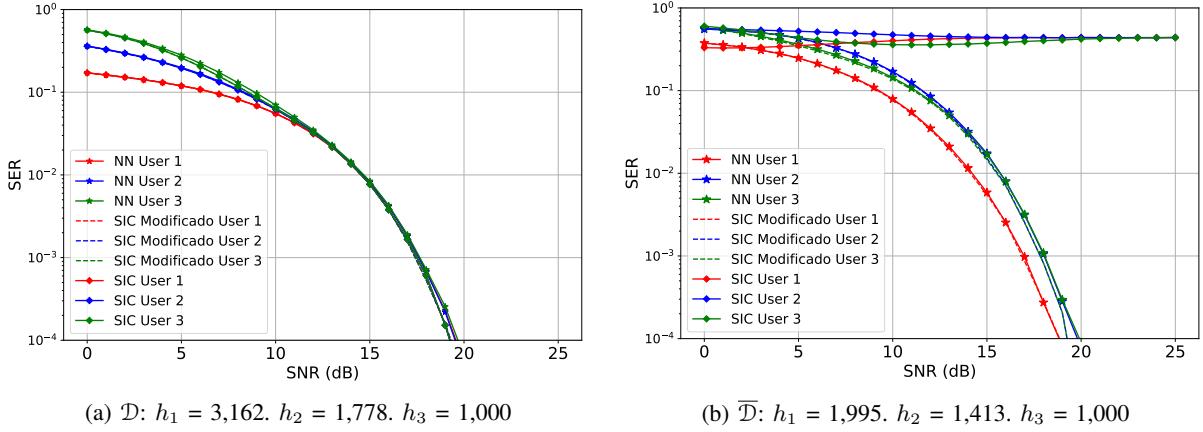 10⁰
10⁻¹
10⁻²
10⁻³
10⁻⁴
SER
NN User 1
NN User 2
NN User 3
SIC Modificado User 1
SIC Modificado User 2
SIC Modificado User 3
SIC User 1
SIC User 2
SIC User 3
0 5 10 15 20 25
SNR (dB)
(a) 𝒟: h₁ = 3,162. h₂ = 1,778. h₃ = 1,000
10⁰
10⁻¹
10⁻²
10⁻³
10⁻⁴
SER
NN User 1
NN User 2
NN User 3
SIC Modificado User 1
SIC Modificado User 2
SIC Modificado User 3
SIC User 1
SIC User 2
SIC User 3
0 5 10 15 20 25
SNR (dB)
(b) 𝒟̅: h₁ = 1,995. h₂ = 1,413. h₃ = 1,000